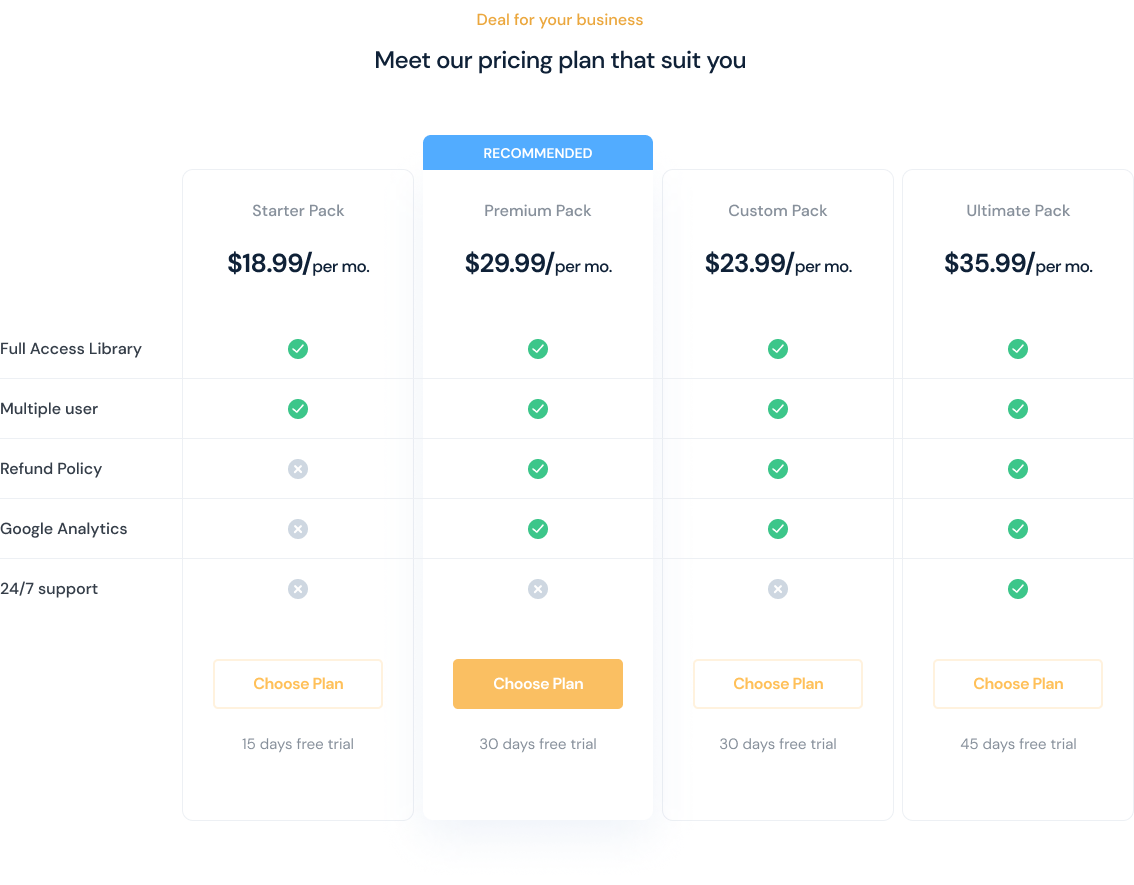 Deal for your business
Meet our pricing plan that suit you
RECOMMENDED
Starter Pack
Premium Pack
Custom Pack
Ultimate Pack
$18.99/per mo.
$29.99/per mo.
$23.99/per mo.
$35.99/per mo.
Full Access Library
Multiple user
Refund Policy
Google Analytics
24/7 support
Choose Plan
Choose Plan
Choose Plan
Choose Plan
15 days free trial
30 days free trial
30 days free trial
45 days free trial